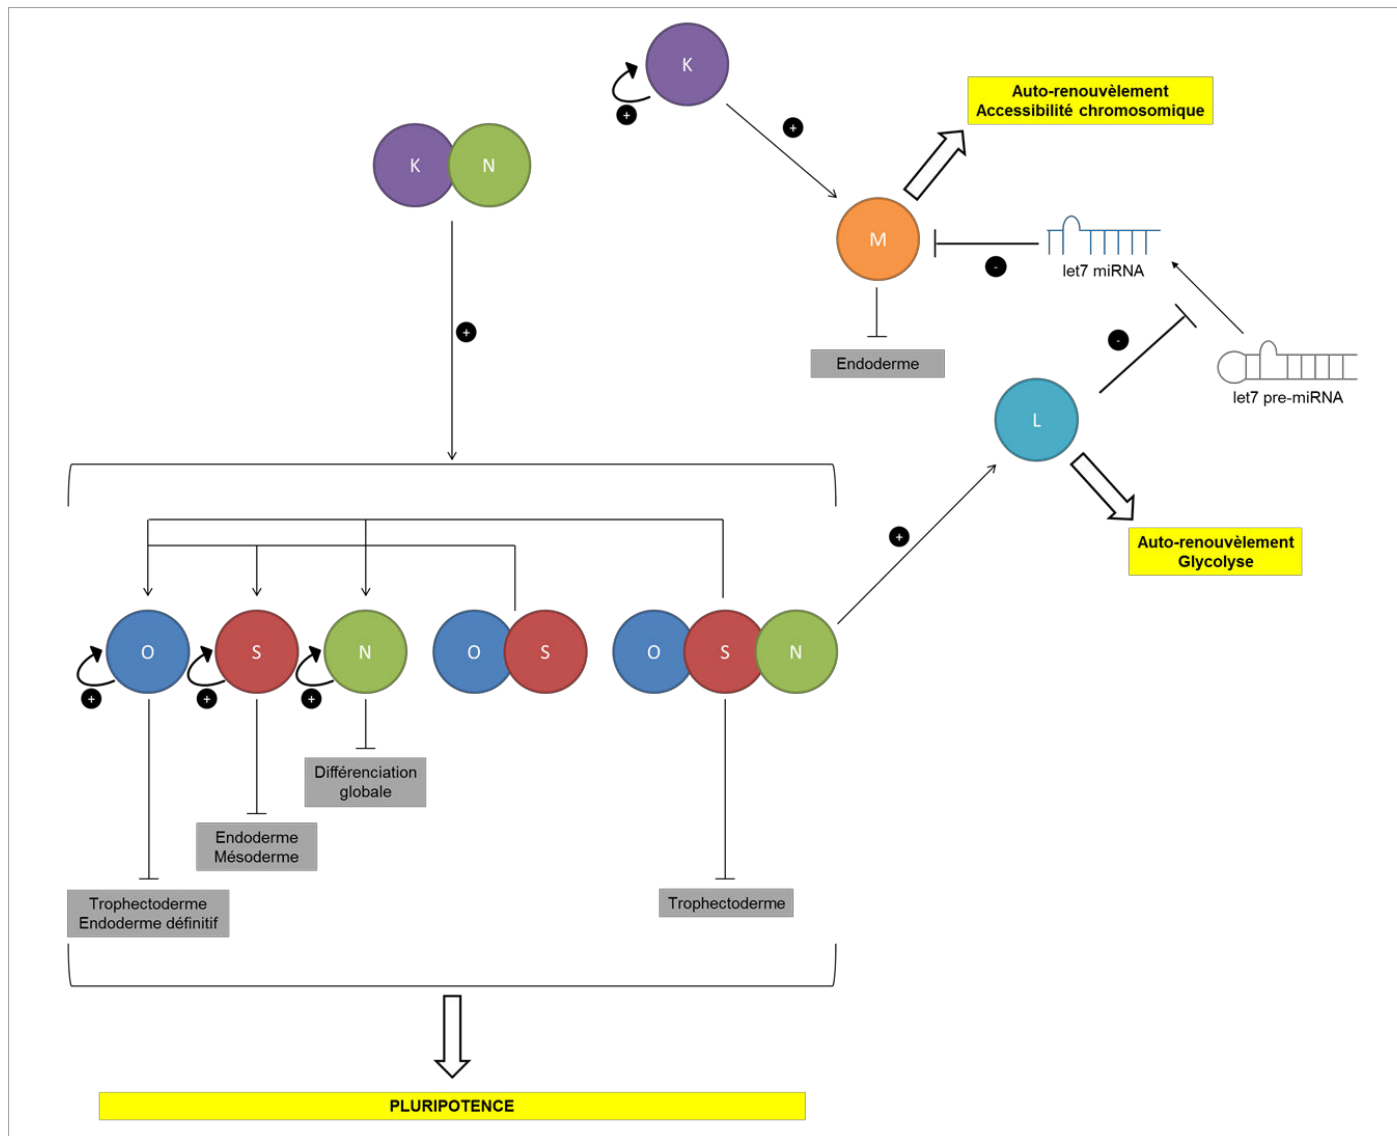 K
+
+
Auto-renouvèlement
Accessibilité chromosomique
K
N
M
-
let7 miRNA
+
-
Endoderme
let7 pre-miRNA
L
+
Auto-renouvèlement
Glycolyse
O
S
N
O
S
O
S
N
+
+
+
Différenciation
globale
Endoderme
Mésoderme
Trophectoderme
Endoderme définitif
Trophectoderme
PLURIPOTENCE